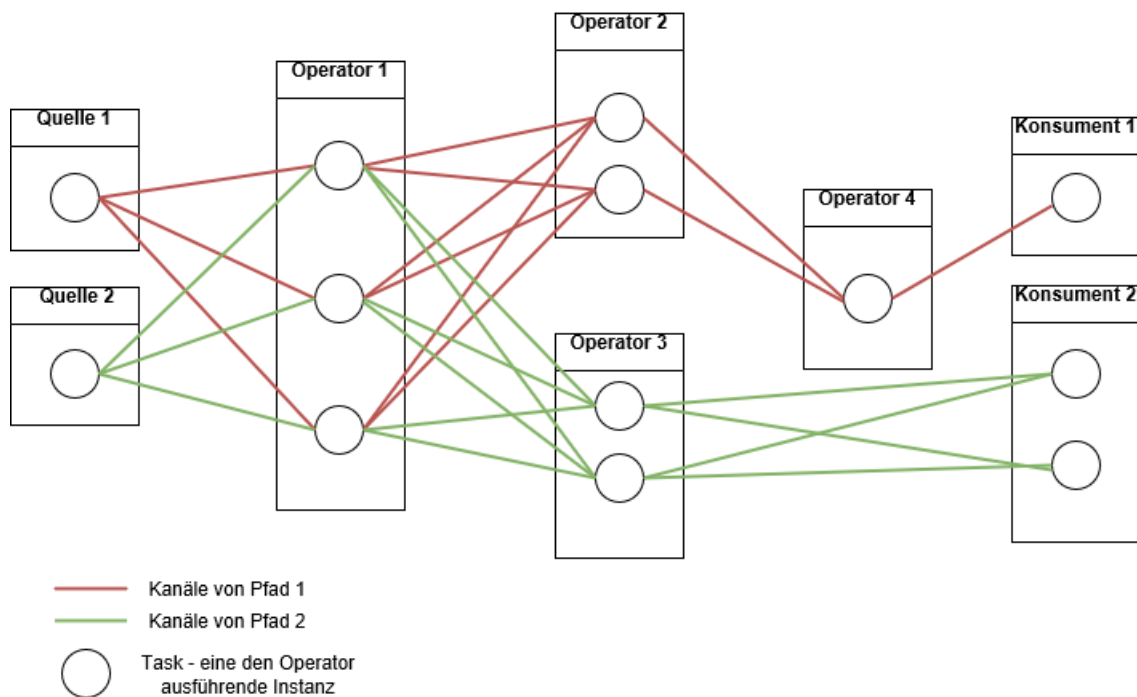 Quelle 1
Quelle 2
Operator 1
Operator 2
Operator 3
Operator 4
Konsument 1
Konsument 2
Kanäle von Pfad 1
Kanäle von Pfad 2
Task - eine den Operator
ausführende Instanz